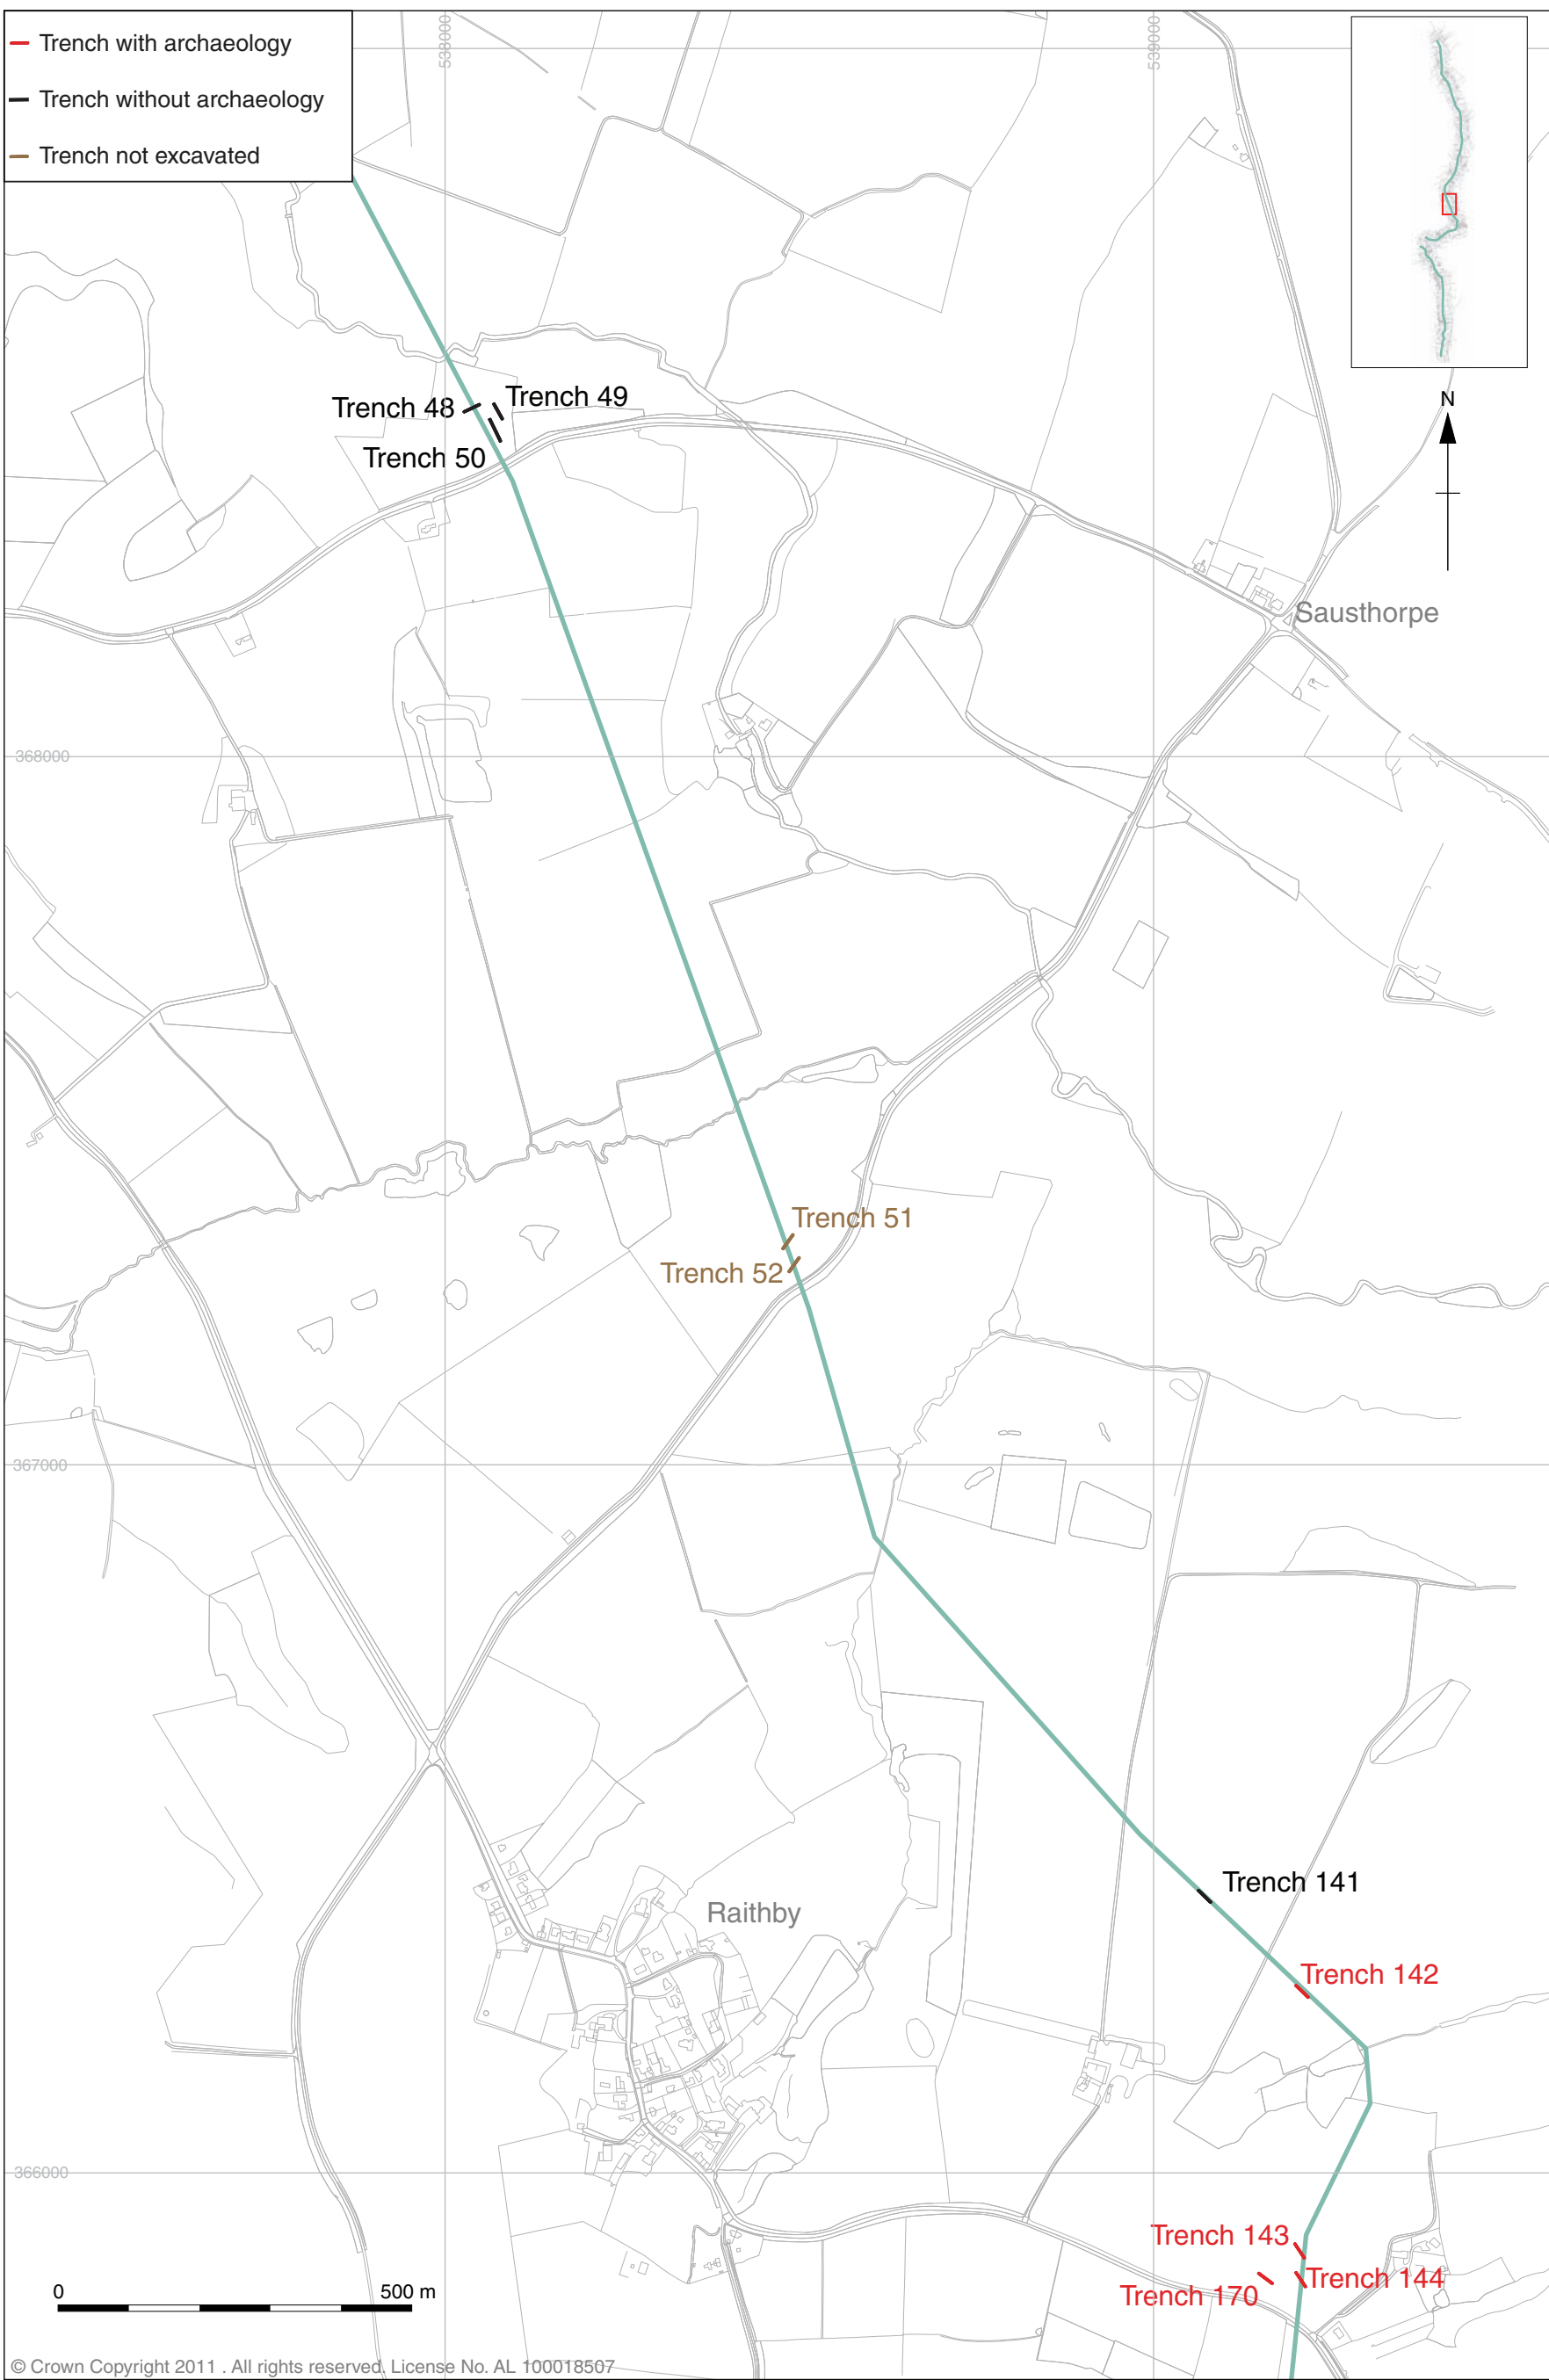 Trench with archaeology
Trench without archaeology
Trench not excavated
538000
539000
N
Trench 48
Trench 49
Trench 50
Sausthorpe
368000
Trench 51
Trench 52
367000
Trench 141
Raithby
Trench 142
366000
Trench 143
Trench 144
Trench 170
0 500 m
© Crown Copyright 2011 . All rights reserved. License No. AL 100018507